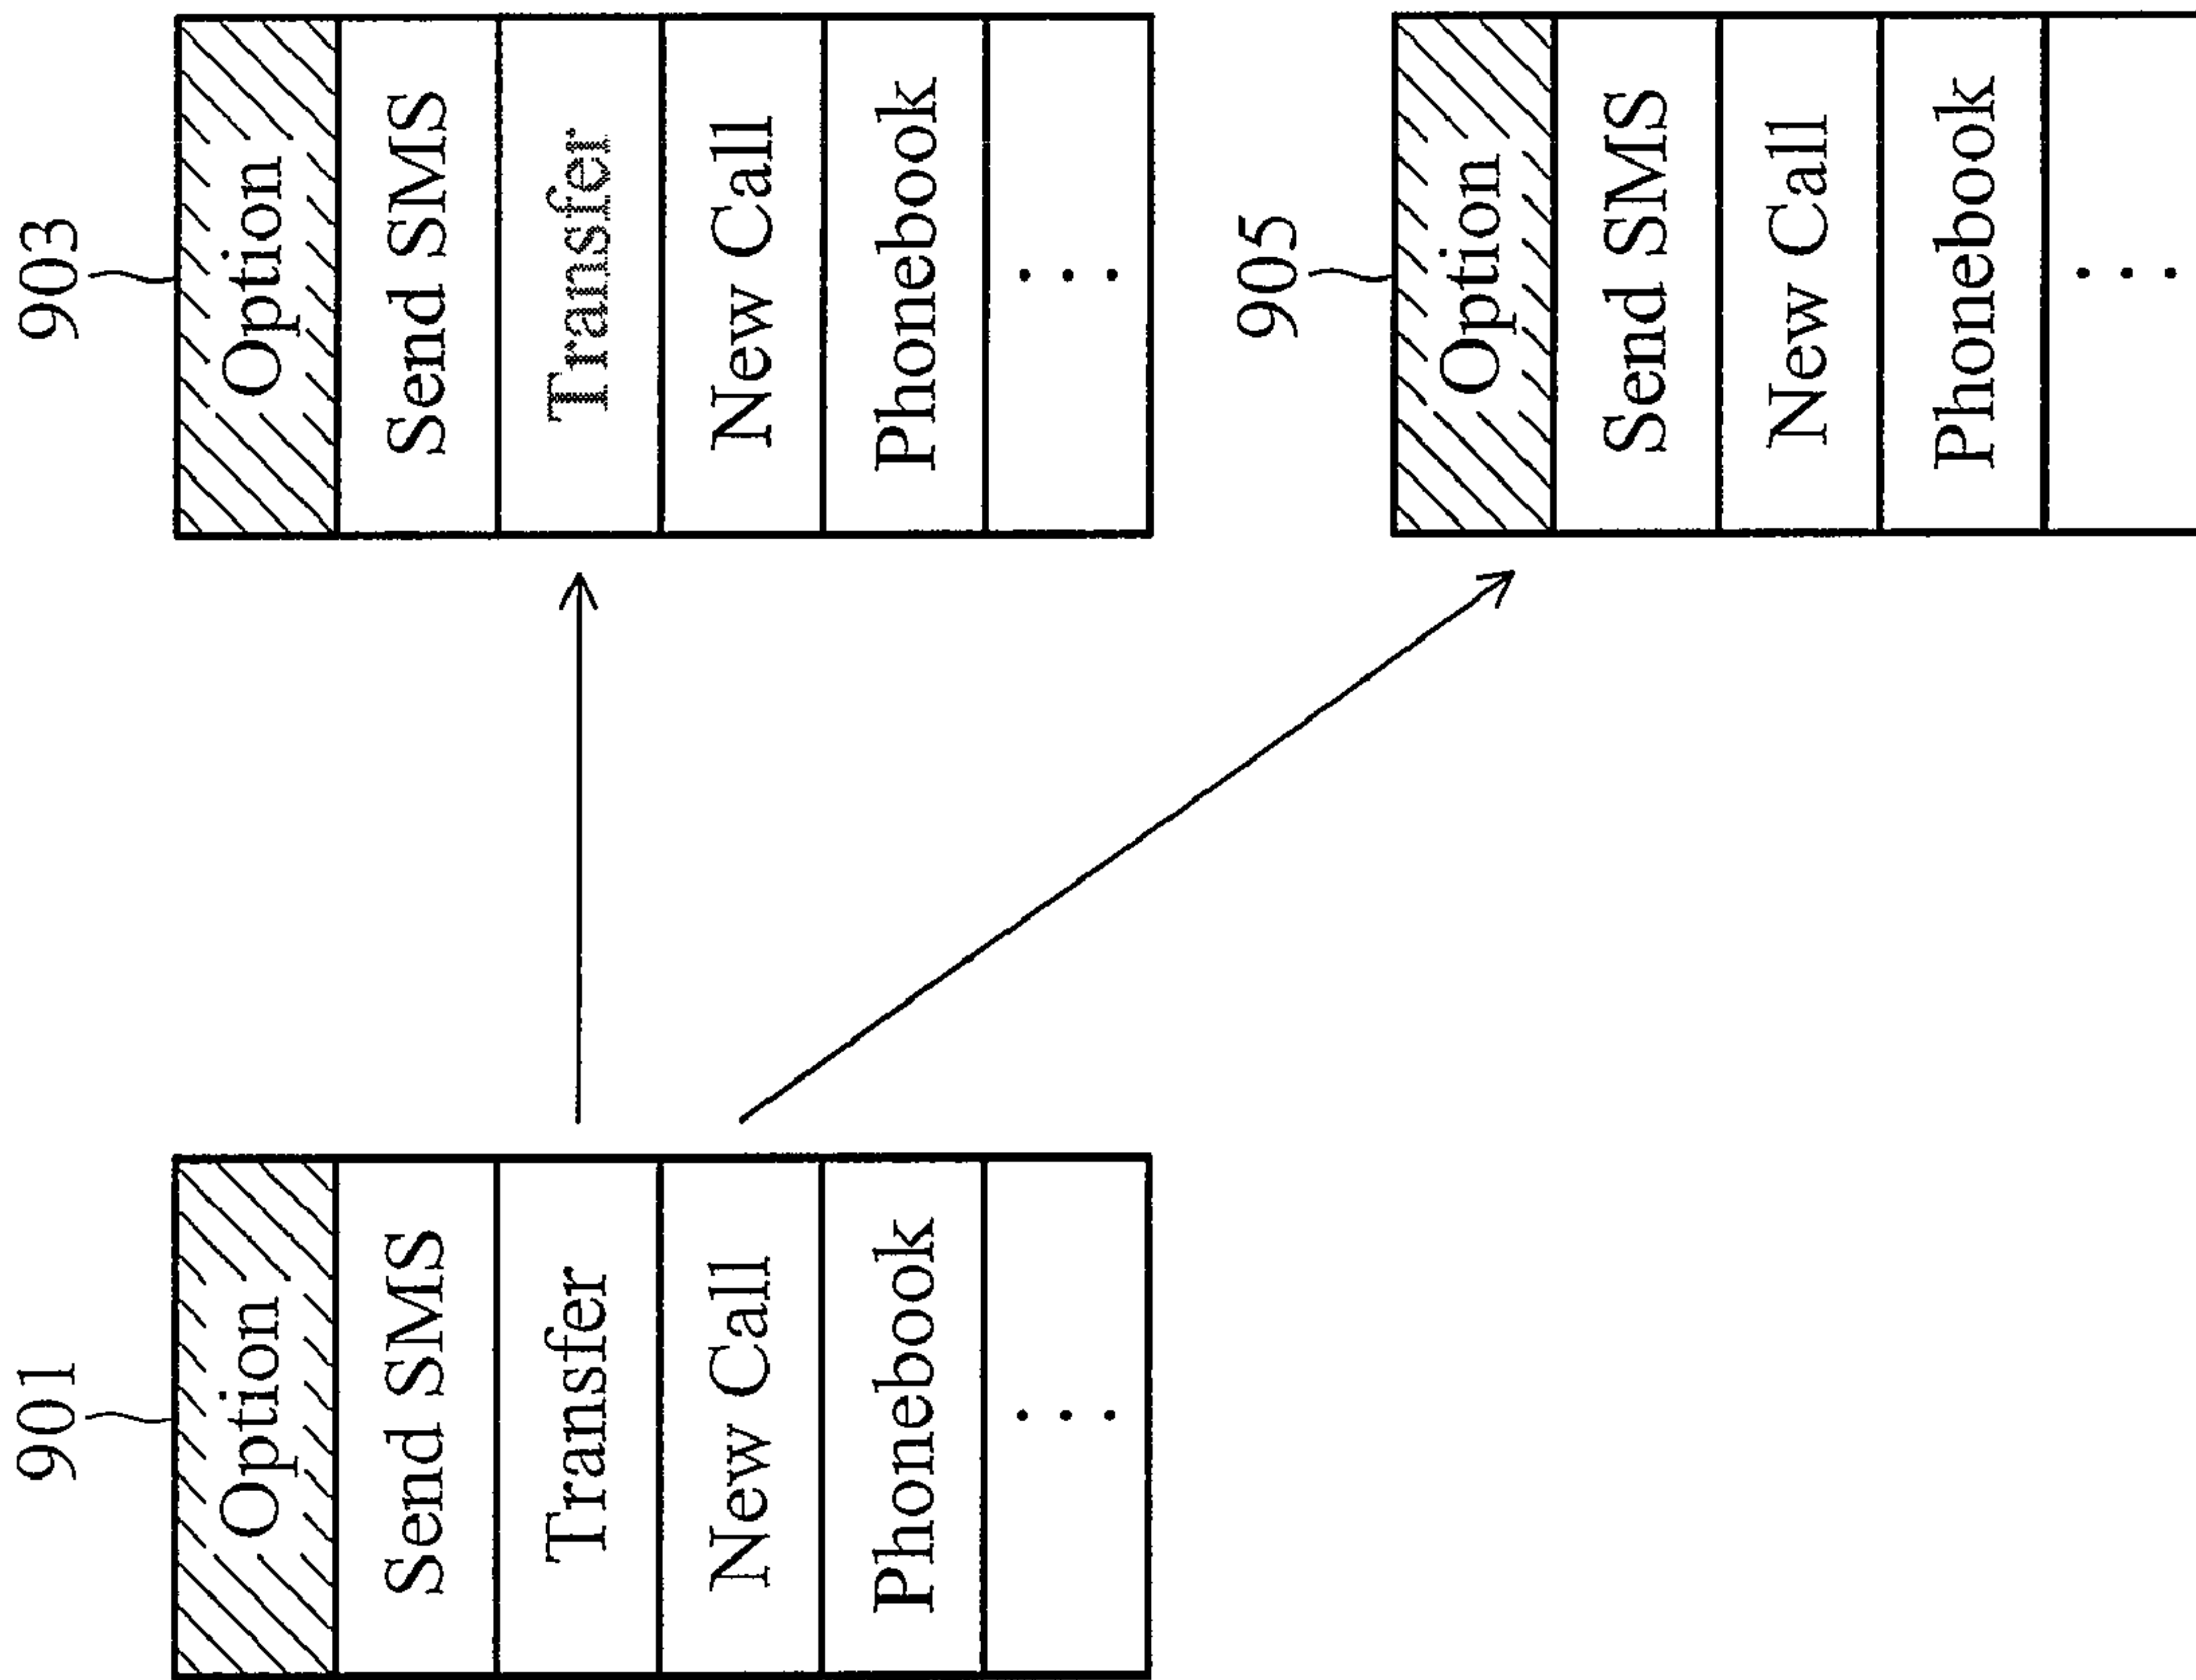 901
Option
Send SMS
Transfer
New Call
Phonebook
...
903
Option
Send SMS
Transfer
New Call
Phonebook
...
905
Option
Send SMS
New Call
Phonebook
...